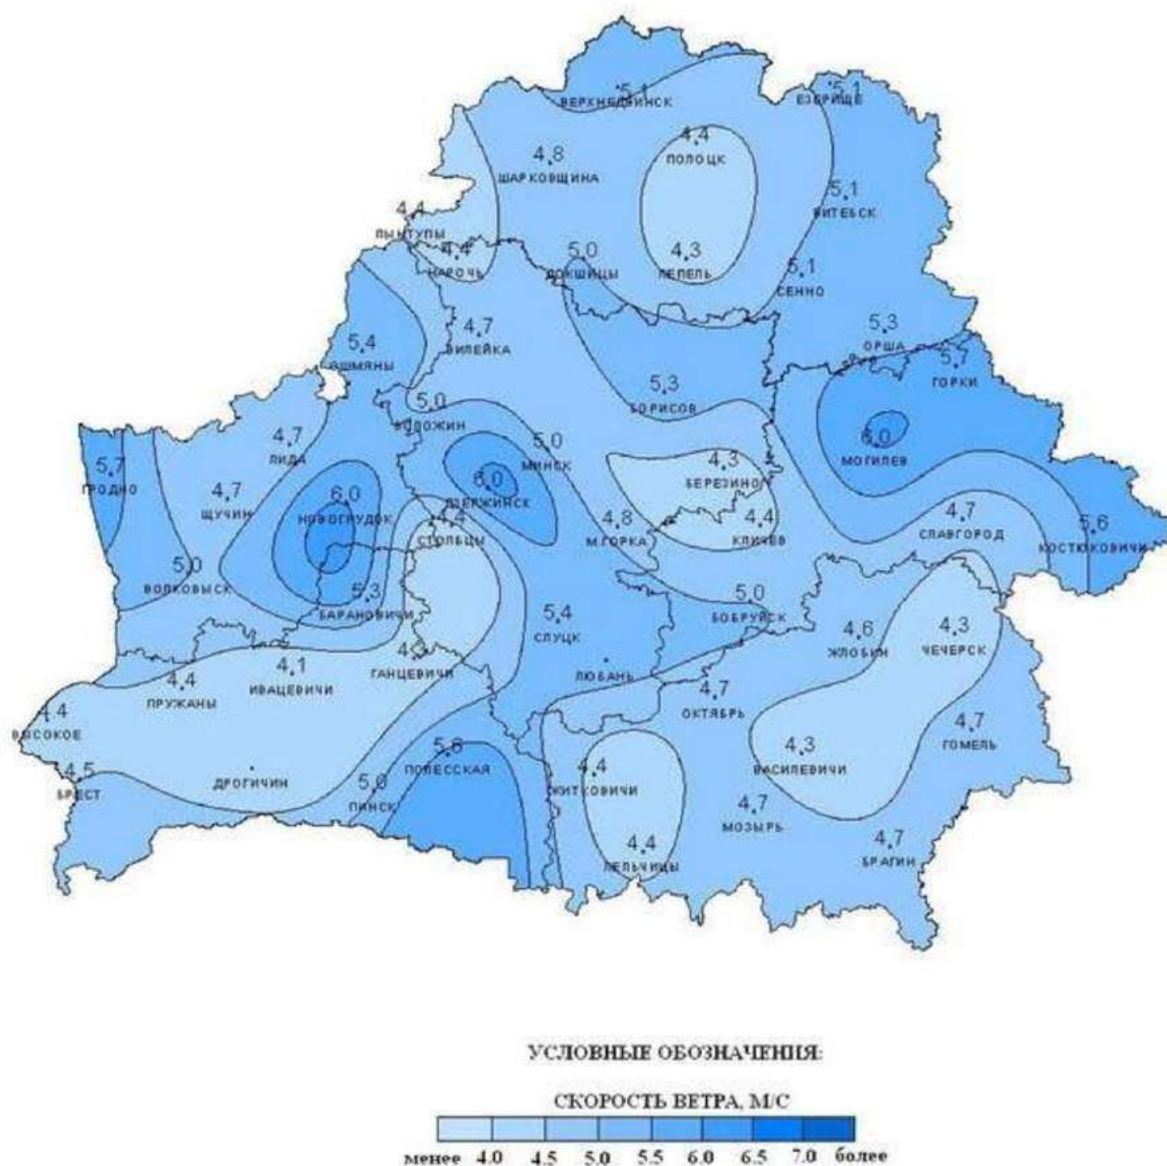 5.1
ВЕРХНЕДВИНСК
5.1
ЕЗЕРИЩЕ
4.4
ПОЛОЦК
4.8
ШАРКОВЩИНА
5.1
ВИТЕБСК
4.4
ЛЫНТУПЫ
4.4
НАРОЧЬ
5.0
ДОКШИЦЫ
4.3
ЛЕПЕЛЬ
5.1
СЕННО
4.7
ВИЛЕЙКА
5.3
ОРША
5.4
ОШМЯНЫ
5.7
ГОРКИ
5.3
БОРИСОВ
5.0
ВОЛОЖИН
4.7
ЛИДА
5.0
МИНСК
6.0
МОГИЛЕВ
5.7
ГРОДНО
4.7
ЩУЧИН
6.0
НОВОГРУДОК
6.0
ДЗЕРЖИНСК
4.3
БЕРЕЗИНО
4.4
СТОЛБЦЫ
4.8
М.ГОРКА
4.4
КЛИЧЕВ
4.7
СЛАВГОРОД
5.6
КОСТЮКОВИЧИ
5.0
ВОЛКОВЫСК
5.3
БАРАНОВИЧИ
5.4
СЛУЦК
5.0
БОБРУЙСК
4.6
ЖЛОБИН
4.3
ЧЕЧЕРСК
4.4
ПРУЖАНЫ
4.1
ИВАЦЕВИЧИ
ГАНЦЕВИЧИ
ЛЮБАНЬ
4.7
ОКТЯБРЬ
4.4
ВЫСОКОЕ
4.7
ГОМЕЛЬ
4.5
БРЕСТ
ДРОГИЧИН
5.0
ПИНСК
5.6
ПОЛЕССКАЯ
4.4
ЖИТКОВИЧИ
4.3
ВАСИЛЕВИЧИ
4.7
МОЗЫРЬ
4.4
ЛЕЛЬЧИЦЫ
4.7
БРАГИН
УСЛОВНЫЕ ОБОЗНАЧЕНИЯ:
СКОРОСТЬ ВЕТРА, М/С
менее 4.0 4.5 5.0 5.5 6.0 6.5 7.0 более